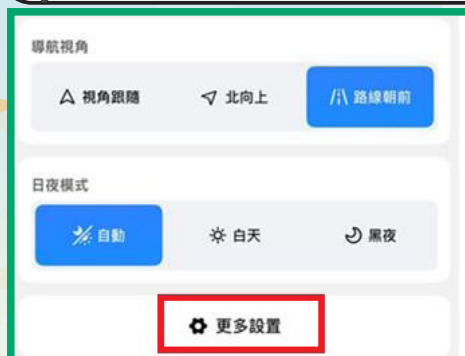 導航視角
視角跟隨 北向上 路線朝前
日夜模式
自動 白天 黑夜
更多設置